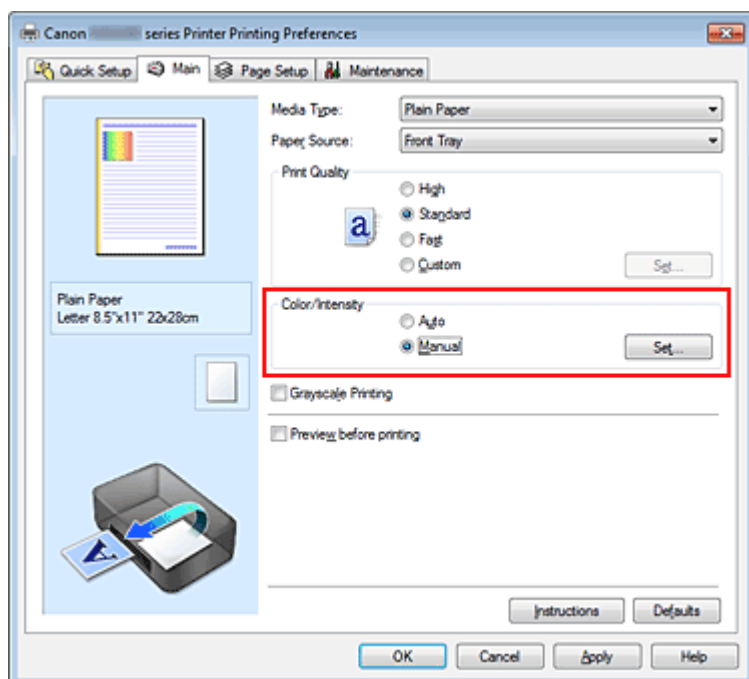 Canon series Printer Printing Preferences
Quick Setup Main Page Setup Maintenance
Media Type: Plain Paper
Paper Source: Front Tray
Print Quality
High
a Standard
Fast
Custom Set...
Plain Paper
Letter 8.5"x11" 22x28cm
Color/Intensity
Auto
Manual Set...
Grayscale Printing
Preview before printing
A
Instructions Defaults
OK Cancel Apply Help